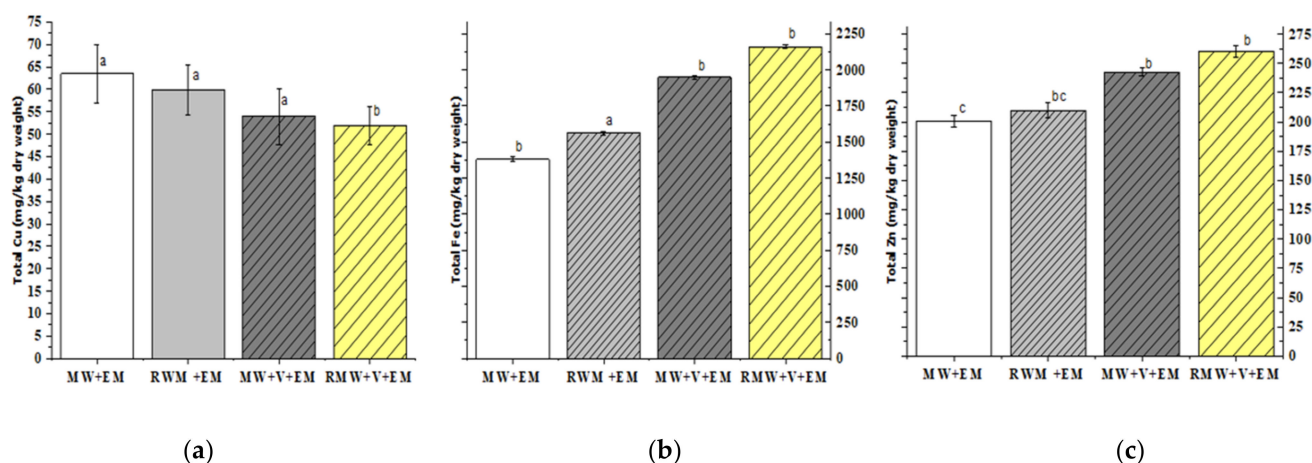 75
70
65
60
55
50
45
40
35
30
25
20
15
10
5
0
Total Cu (mg/kg dry weight)
a
a
a
b
MW+EM
RWM +EM
MW+V+EM
RMW+V+EM
(a)
Total Fe (mg/kg dry weight)
b
a
b
b
2250
2000
1750
1500
1250
1000
750
500
250
0
MW+EM
RWM +EM
MW+V+EM
RMW+V+EM
(b)
Total Zn (mg/kg dry weight)
c
bc
b
b
275
250
225
200
175
150
125
100
75
50
25
0
MW+EM
RWM +EM
MW+V+EM
RMW+V+EM
(c)